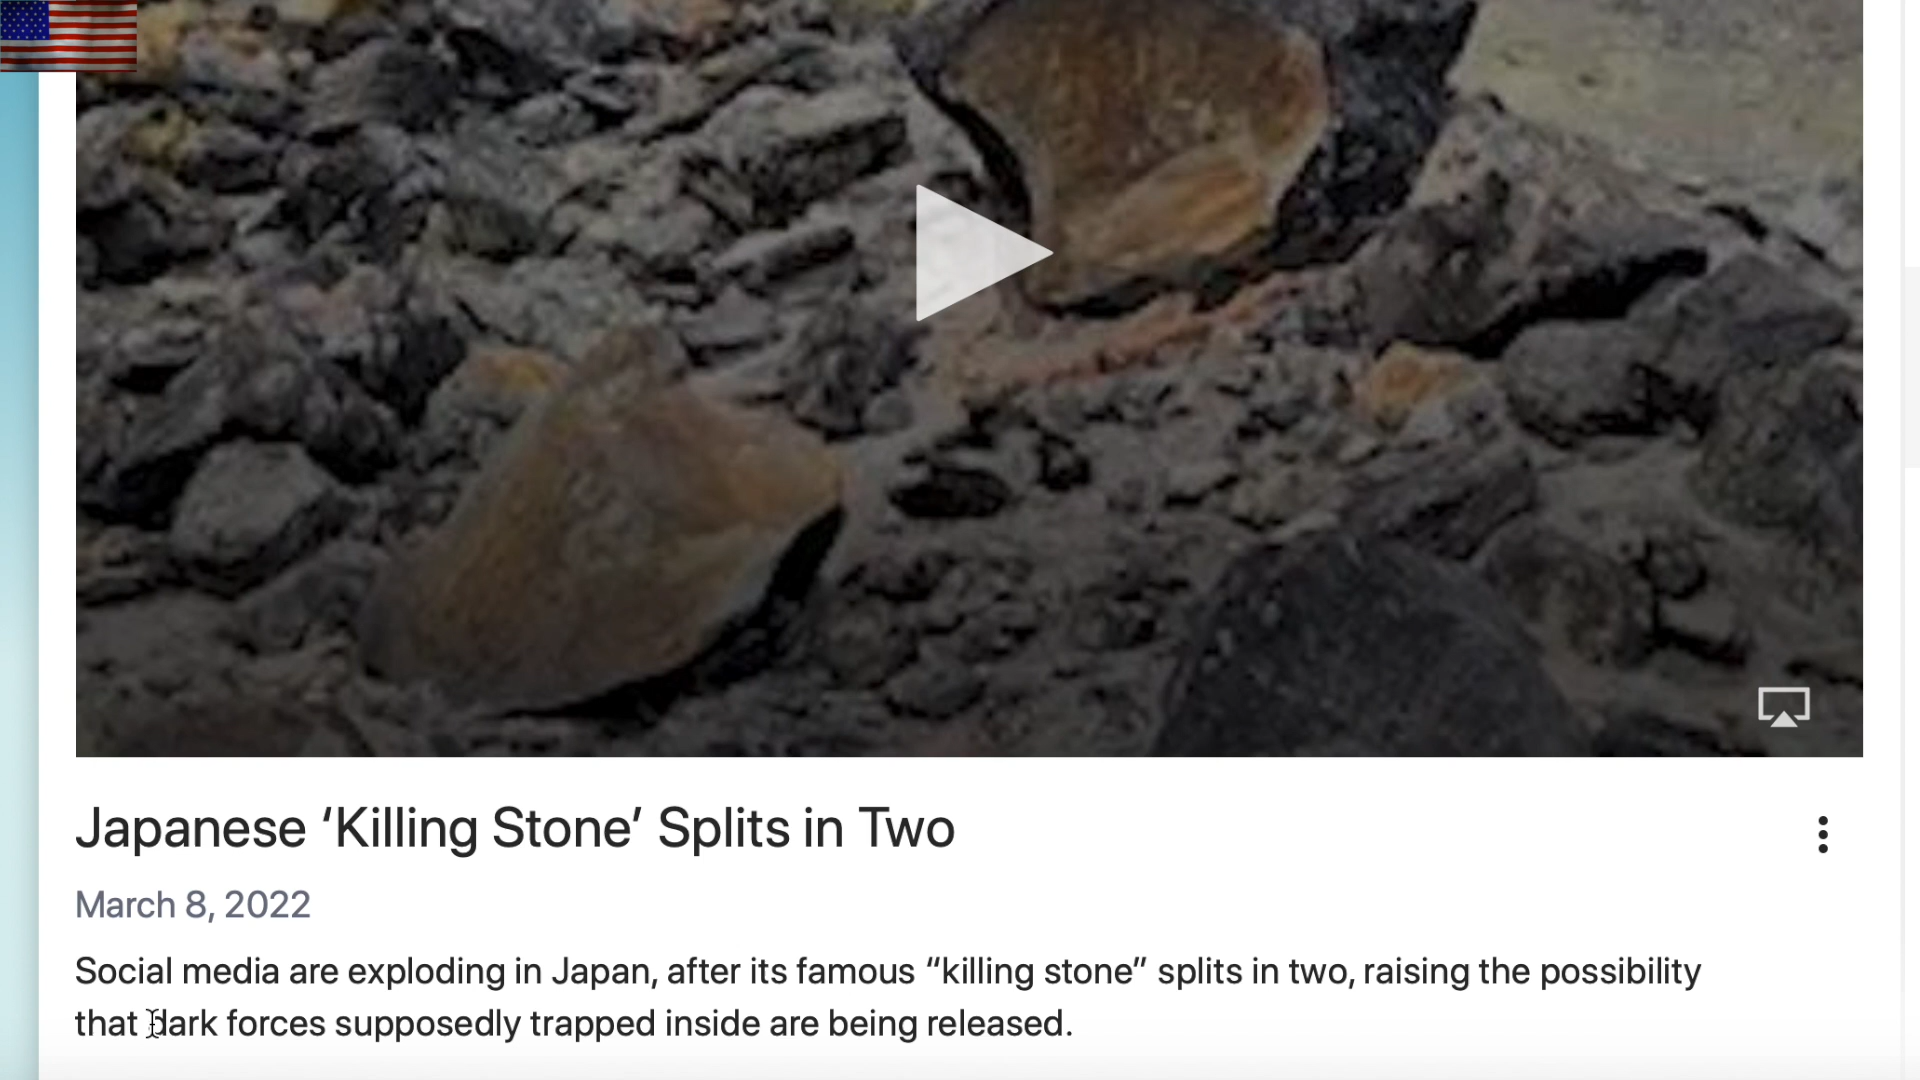 Japanese ‘Killing Stone’ Splits in Two
March 8, 2022
Social media are exploding in Japan, after its famous “killing stone” splits in two, raising the possibility
that dark forces supposedly trapped inside are being released.